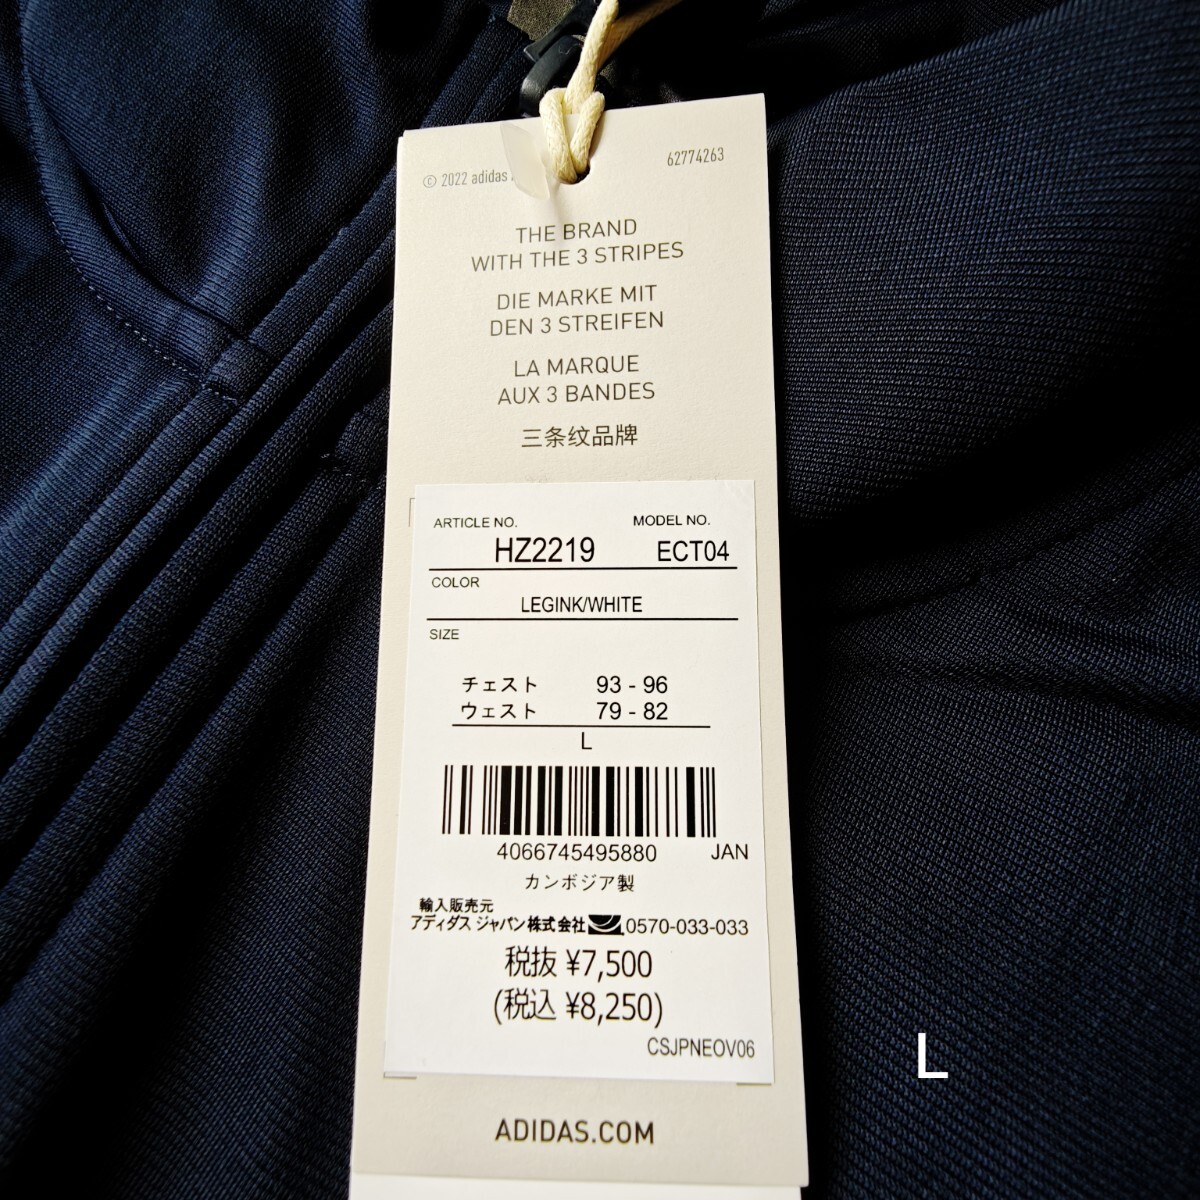 © 2022 adidas
62774263
THE BRAND
WITH THE 3 STRIPES
DIE MARKE MIT
DEN 3 STREIFEN
LA MARQUE
AUX 3 BANDES
三条纹品牌
ARTICLE NO. MODEL NO.
HZ2219 ECT04
COLOR
LEGINK/WHITE
SIZE
チェスト 93 - 96
ウェスト 79 - 82
L
4066745495880 JAN
カンボジア製
輸入販売元
アディダス ジャパン株式会社 0570-033-033
税抜 ¥7,500
(税込 ¥8,250)
CSJPNEOV06
L
ADIDAS.COM